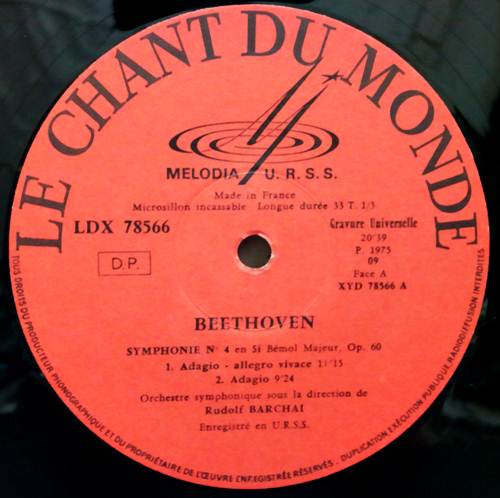 LE CHANT DU MONDE
MELODIA U.R.S.S.
Made in France
Microsillon incassable Longue durée 33 T. 1/3
LDX 78566
Gravure Universelle
20'39
P. 1975
09
Face A
XYD 78566 A
D.P.
BEETHOVEN
SYMPHONIE N° 4 en Si Bémol Majeur, Op. 60
1. Adagio - allegro vivace 11'15
2. Adagio 9'24
Orchestre symphonique sous la direction de
Rudolf BARCHAI
Enregistré en U.R.S.S.
TOUS DROITS DU PRODUCTEUR PHONOGRAPHIQUE ET DU PROPRIÉTAIRE DE L'ŒUVRE ENREGISTRÉE RÉSERVÉS - DUPLICATION EXÉCUTION PUBLIQUE, RADIODIFFUSION INTERDITES